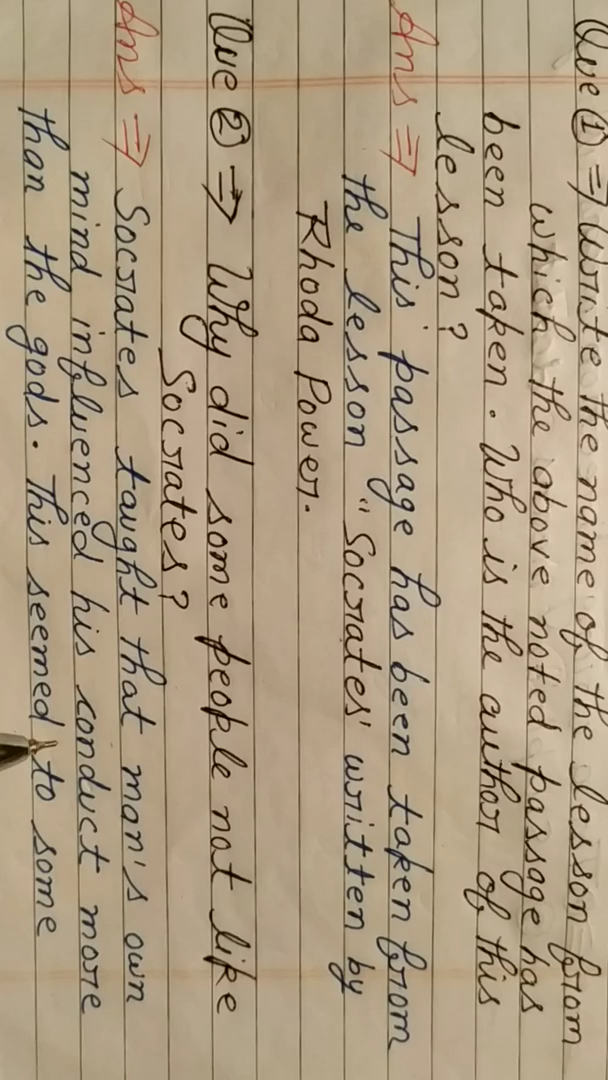 Que ① ⇒ Write the name of the lesson from
which the above noted passage has
been taken. Who is the author of this
lesson?
Ans ⇒ This passage has been taken from
the lesson "Socrates' written by
Rhoda Power.
Que ② ⇒ Why did some people not like
Socrates?
Ans ⇒ Socrates taught that man's own
mind influenced his conduct more
than the gods. This seemed to some